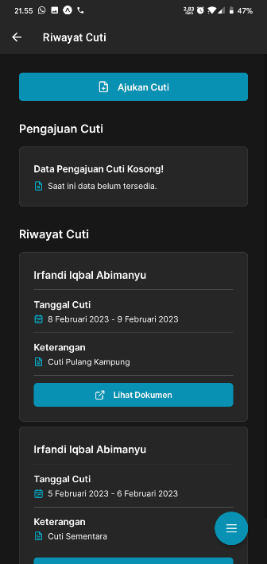 21.55
47%
Riwayat Cuti
Ajukan Cuti
Pengajuan Cuti
Data Pengajuan Cuti Kosong!
Saat ini data belum tersedia.
Riwayat Cuti
Irfandi Iqbal Abimanyu
Tanggal Cuti
8 Februari 2023 - 9 Februari 2023
Keterangan
Cuti Pulang Kampung
Lihat Dokumen
Irfandi Iqbal Abimanyu
Tanggal Cuti
5 Februari 2023 - 6 Februari 2023
Keterangan
Cuti Sementara